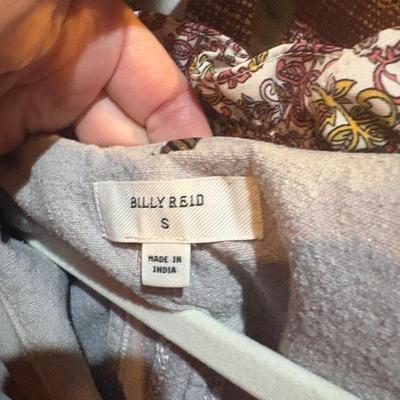 BILLY REID
S
MADE IN
INDIA